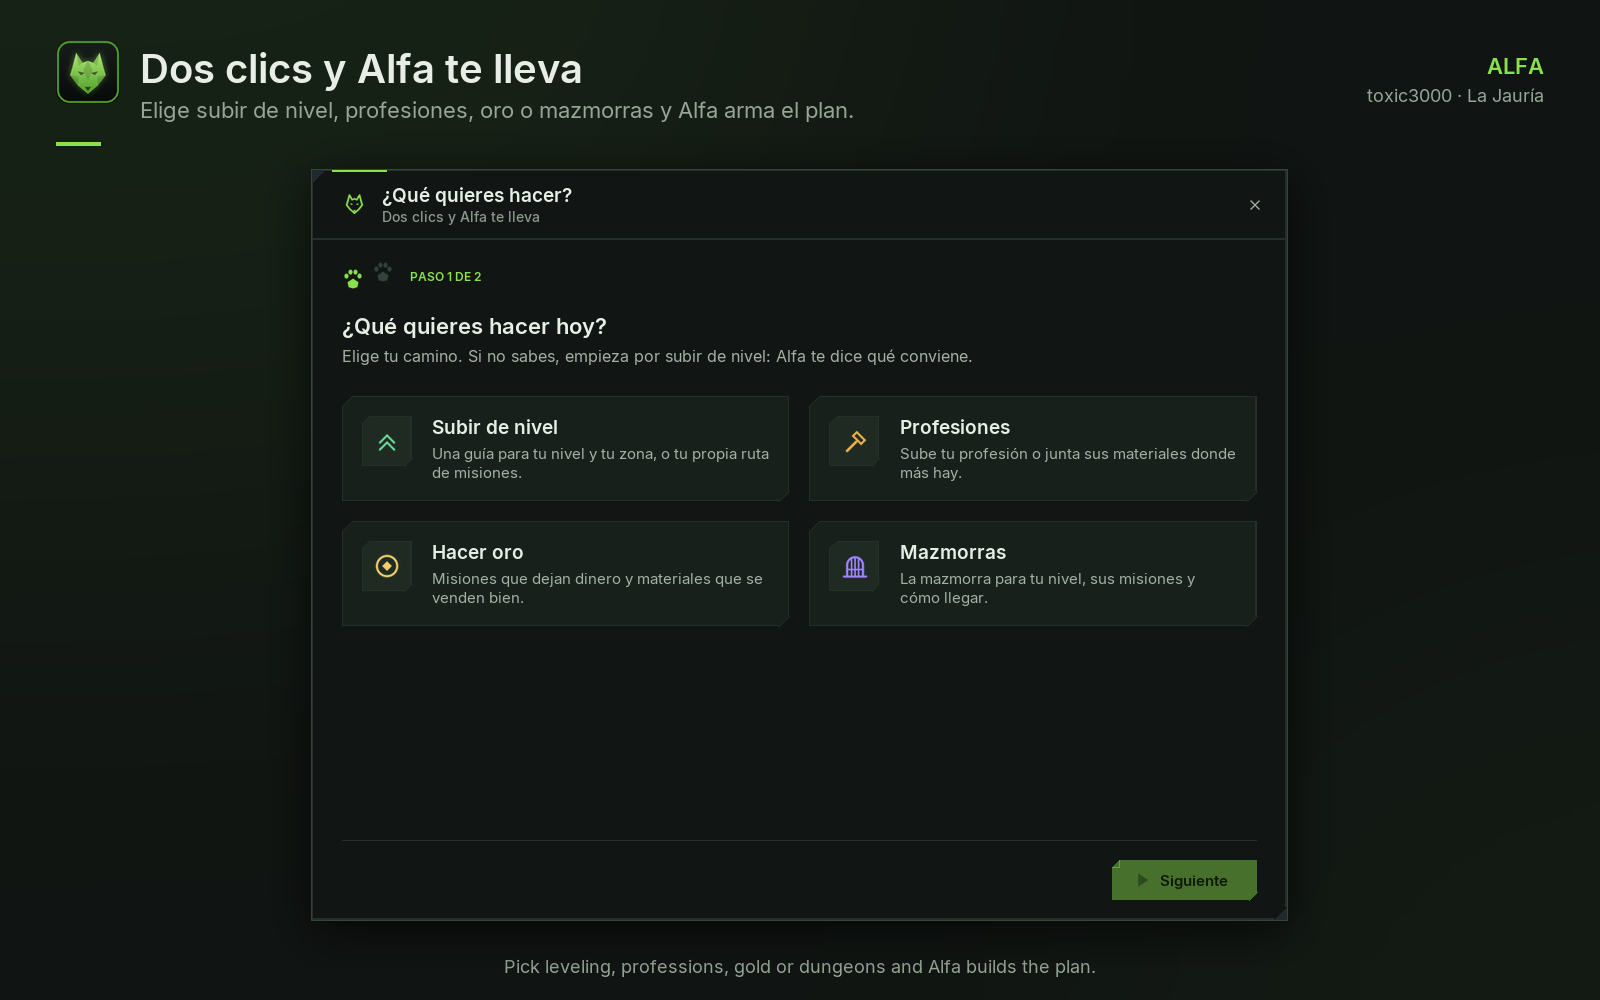 Dos clics y Alfa te lleva
Elige subir de nivel, profesiones, oro o mazmorras y Alfa arma el plan.
ALFA
toxic3000 · La Jauría
¿Qué quieres hacer?
Dos clics y Alfa te lleva
PASO 1 DE 2
¿Qué quieres hacer hoy?
Elige tu camino. Si no sabes, empieza por subir de nivel: Alfa te dice qué conviene.
Subir de nivel
Una guía para tu nivel y tu zona, o tu propia ruta
de misiones.
Profesiones
Sube tu profesión o junta sus materiales donde
más hay.
Hacer oro
Misiones que dejan dinero y materiales que se
venden bien.
Mazmorras
La mazmorra para tu nivel, sus misiones y
cómo llegar.
Siguiente
Pick leveling, professions, gold or dungeons and Alfa builds the plan.